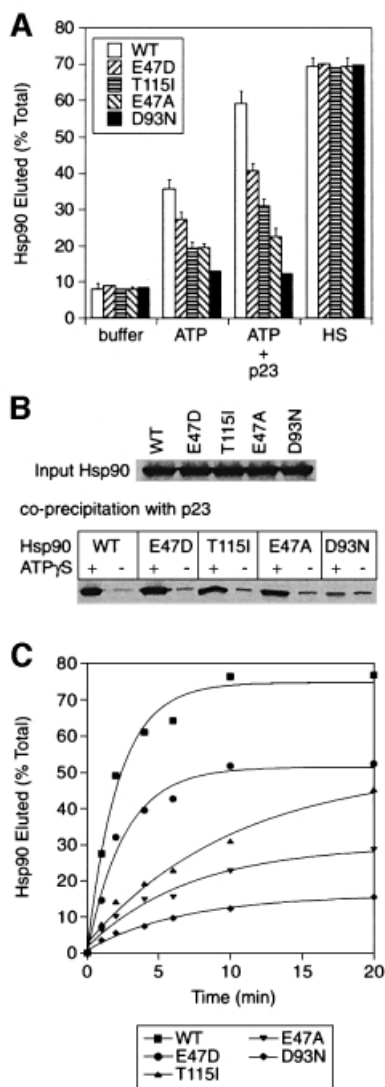 A
80
70
60
50
40
30
20
10
0
Hsp90 Eluted (% Total)
WT
E47D
T115I
E47A
D93N
buffer
ATP
ATP + p23
HS
B
WT
E47D
T115I
E47A
D93N
Input Hsp90
co-precipitation with p23
Hsp90 WT E47D T115I E47A D93N
ATPγS + - + - + - + - + -
C
80
70
60
50
40
30
20
10
0
Hsp90 Eluted (% Total)
0 5 10 15 20
Time (min)
WT
E47D
T115I
E47A
D93N